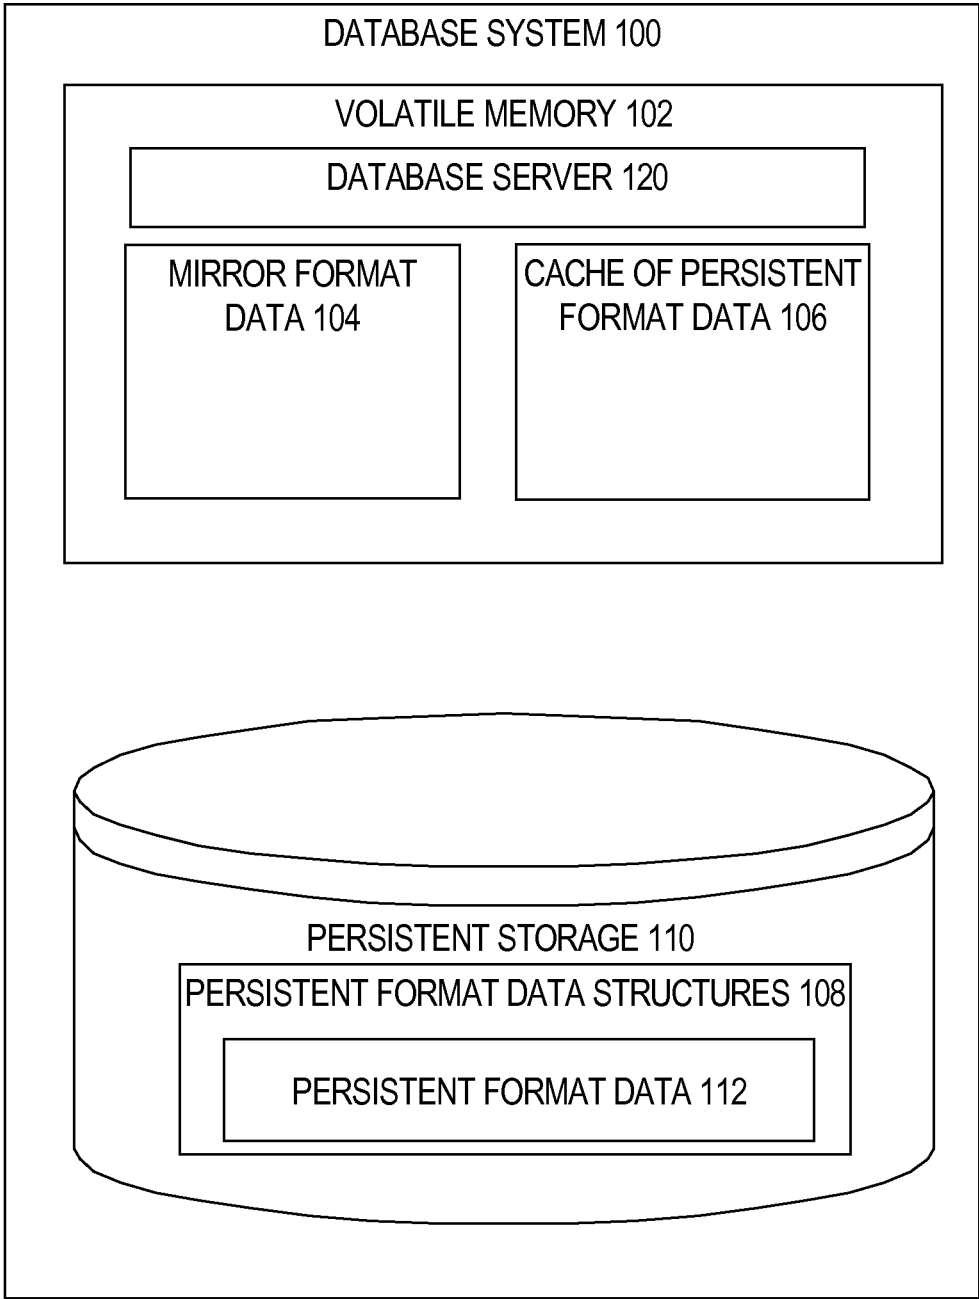 DATABASE SYSTEM 100
VOLATILE MEMORY 102
DATABASE SERVER 120
MIRROR FORMAT
DATA 104
CACHE OF PERSISTENT
FORMAT DATA 106
PERSISTENT STORAGE 110
PERSISTENT FORMAT DATA STRUCTURES 108
PERSISTENT FORMAT DATA 112